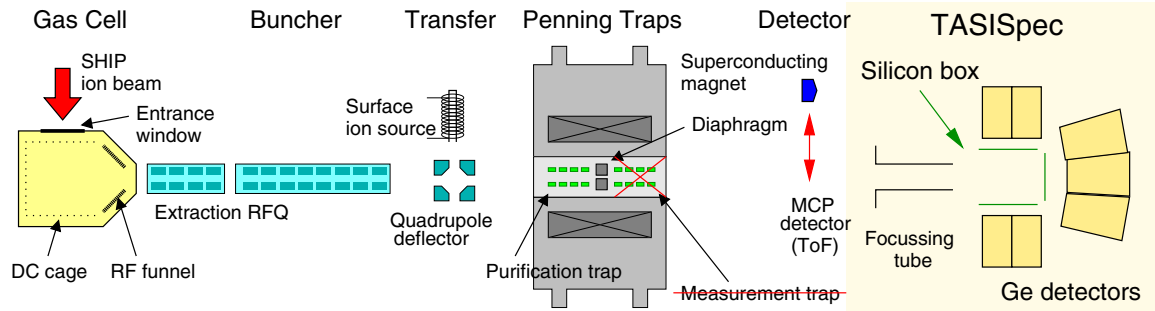 Gas Cell
Buncher
Transfer
Penning Traps
Detector
TASISpec
SHIP
ion beam
Entrance
window
Surface
ion source
Superconducting
magnet
Diaphragm
Silicon box
Extraction RFQ
Quadrupole
deflector
MCP
detector
(ToF)
Focussing
tube
DC cage
RF funnel
Purification trap
Measurement trap
Ge detectors